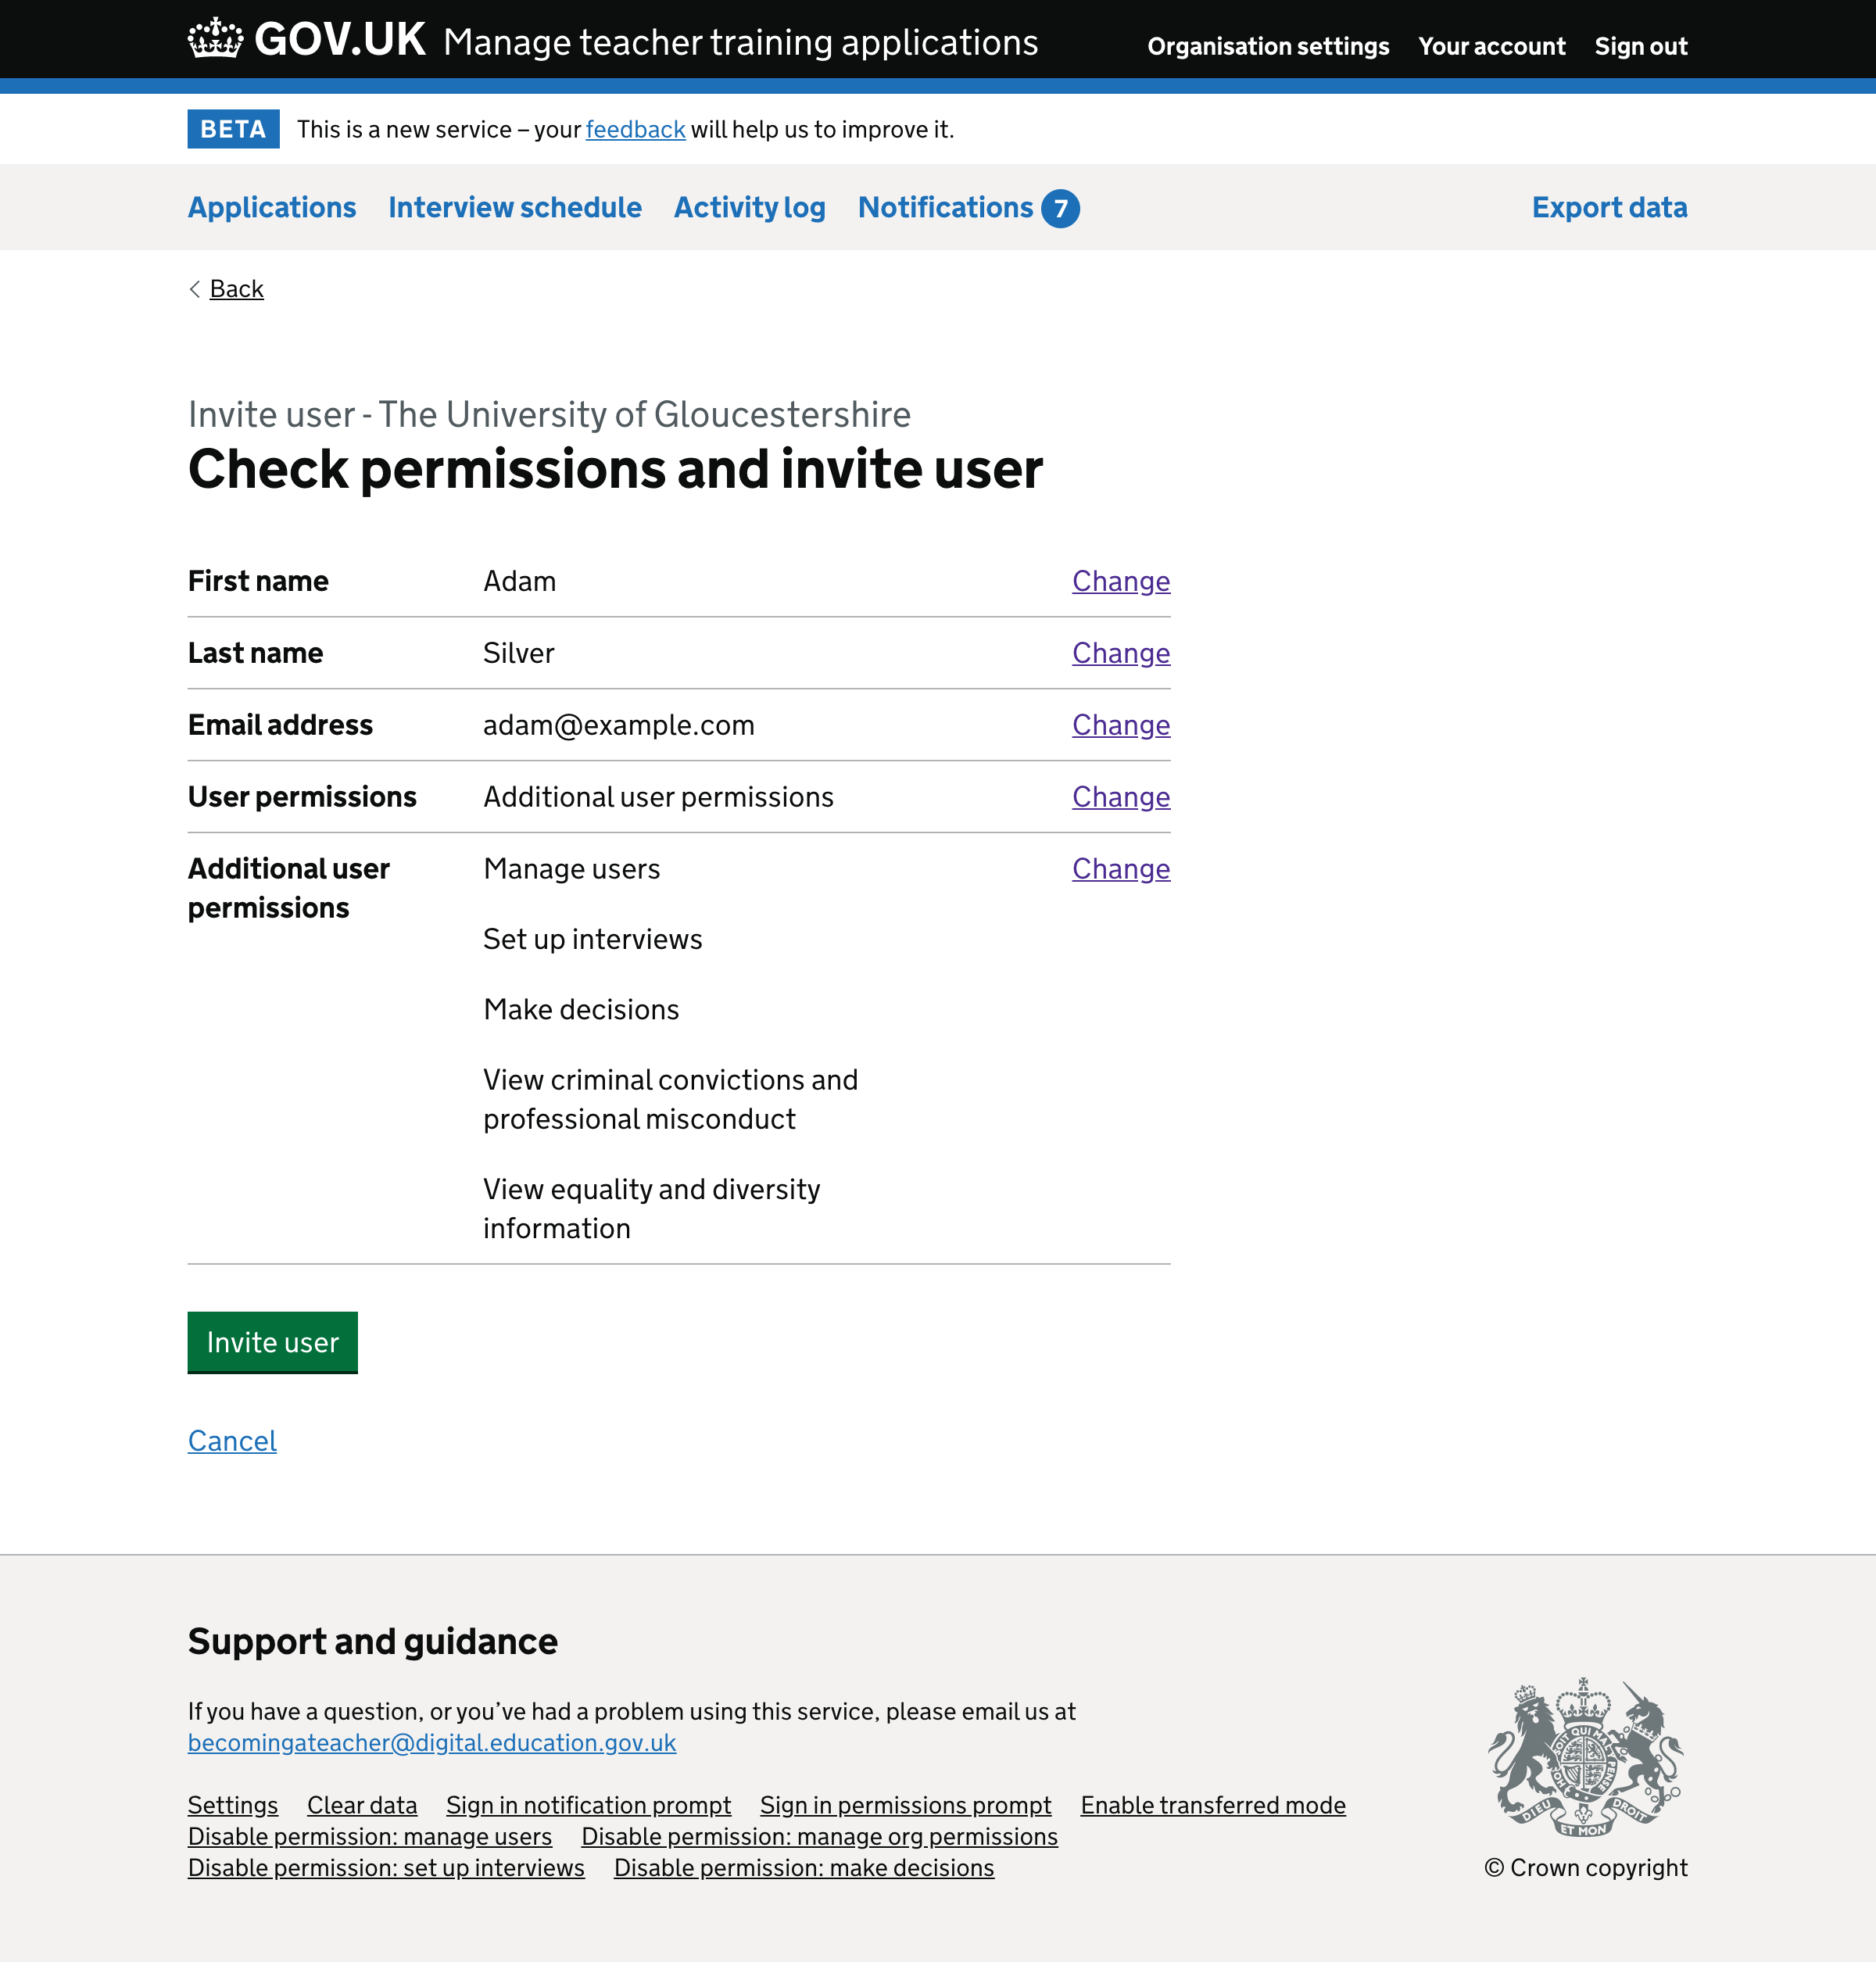 GOV.UK Manage teacher training applications
Organisation settings Your account Sign out
BETA This is a new service – your feedback will help us to improve it.
Applications Interview schedule Activity log Notifications 7 Export data
Back
Invite user - The University of Gloucestershire
Check permissions and invite user
First name Adam Change
Last name Silver Change
Email address adam@example.com Change
User permissions Additional user permissions Change
Additional user permissions
Manage users Change
Set up interviews
Make decisions
View criminal convictions and
professional misconduct
View equality and diversity
information
Invite user
Cancel
Support and guidance
If you have a question, or you’ve had a problem using this service, please email us at
becomingateacher@digital.education.gov.uk
Settings Clear data Sign in notification prompt Sign in permissions prompt Enable transferred mode
Disable permission: manage users Disable permission: manage org permissions
Disable permission: set up interviews Disable permission: make decisions
DIEU ET MON DROIT
© Crown copyright